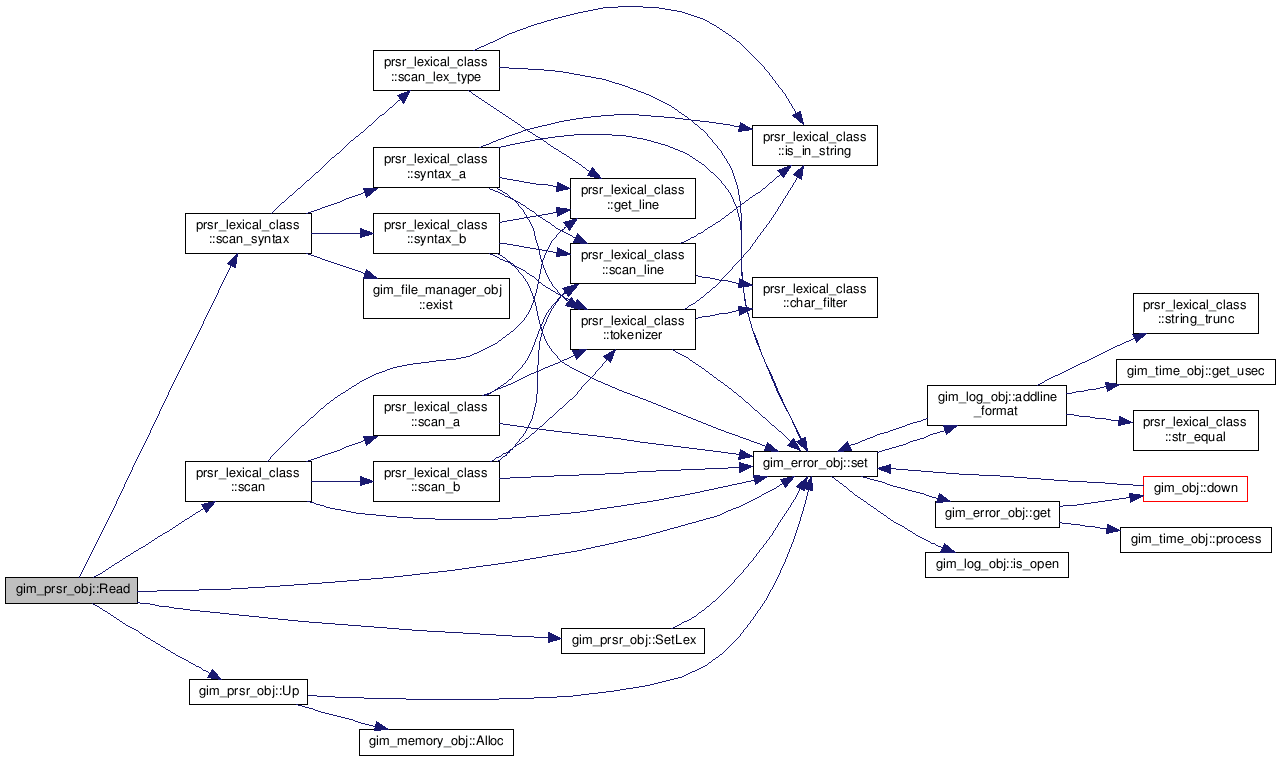 prsr_lexical_class
::scan_lex_type
prsr_lexical_class
::is_in_string
prsr_lexical_class
::syntax_a
prsr_lexical_class
::get_line
prsr_lexical_class
::scan_syntax
prsr_lexical_class
::syntax_b
prsr_lexical_class
::scan_line
gim_file_manager_obj
::exist
prsr_lexical_class
::char_filter
prsr_lexical_class
::string_trunc
prsr_lexical_class
::tokenizer
gim_time_obj::get_usec
prsr_lexical_class
::scan_a
gim_log_obj::addline
_format
prsr_lexical_class
::str_equal
prsr_lexical_class
::scan
prsr_lexical_class
::scan_b
gim_error_obj::set
gim_obj::down
gim_error_obj::get
gim_time_obj::process
gim_log_obj::is_open
gim_prsr_obj::Read
gim_prsr_obj::SetLex
gim_prsr_obj::Up
gim_memory_obj::Alloc